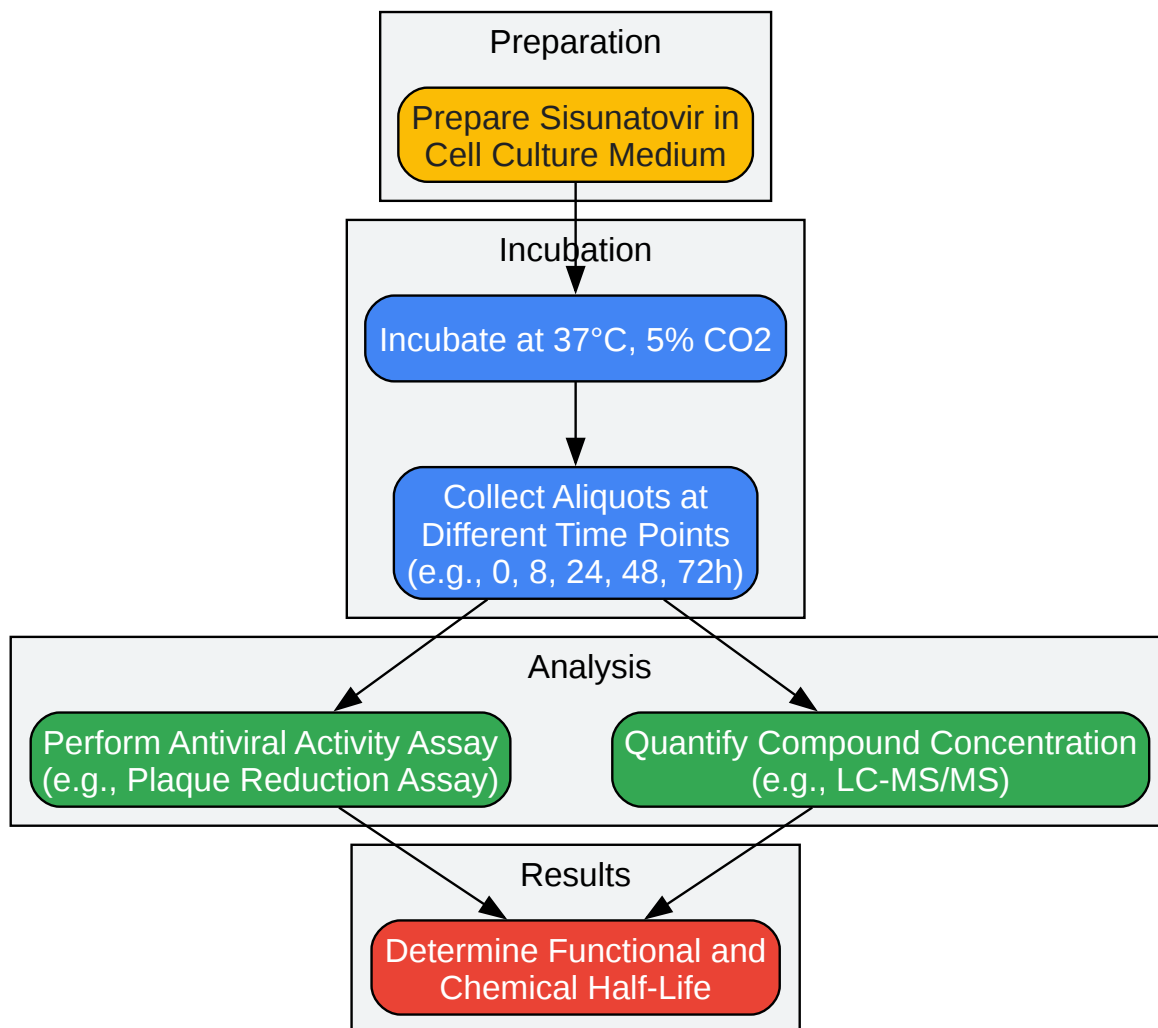 Preparation
Prepare Sisunatovir in
Cell Culture Medium
Incubation
Incubate at 37°C, 5% CO2
Collect Aliquots at
Different Time Points
(e.g., 0, 8, 24, 48, 72h)
Analysis
Perform Antiviral Activity Assay
(e.g., Plaque Reduction Assay)
Quantify Compound Concentration
(e.g., LC-MS/MS)
Results
Determine Functional and
Chemical Half-Life